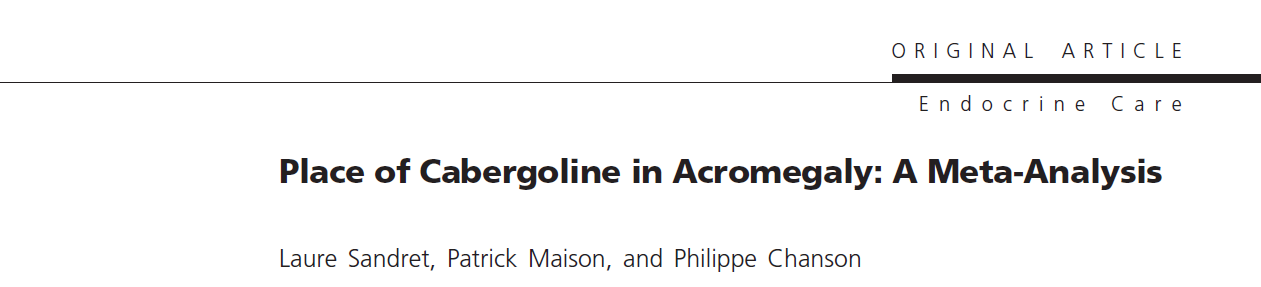 ORIGINAL ARTICLE
Endocrine Care
Place of Cabergoline in Acromegaly: A Meta-Analysis
Laure Sandret, Patrick Maison, and Philippe Chanson